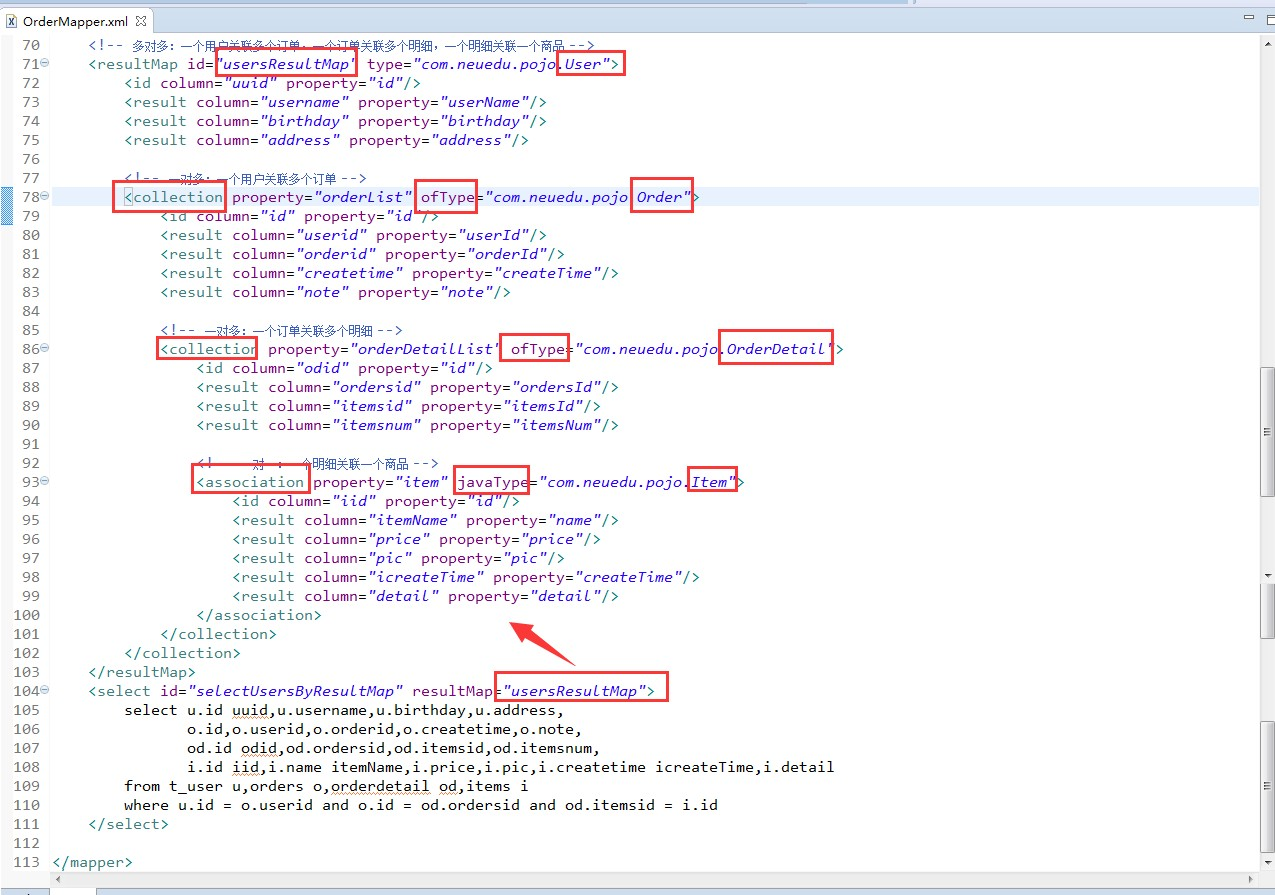 OrderMapper.xml
70 <!-- 多对多：一个用户关联多个订单，一个订单关联多个明细，一个明细关联一个商品 -->
71 <resultMap id="usersResultMap" type="com.neuedu.pojo.User">
72 <id column="uuid" property="id"/>
73 <result column="username" property="userName"/>
74 <result column="birthday" property="birthday"/>
75 <result column="address" property="address"/>
76
77 <!-- 一对多：一个用户关联多个订单 -->
78 <collection property="orderList" ofType="com.neuedu.pojo.Order">
79 <id column="id" property="id"/>
80 <result column="userid" property="userId"/>
81 <result column="orderid" property="orderId"/>
82 <result column="createtime" property="createTime"/>
83 <result column="note" property="note"/>
84
85 <!-- 一对多：一个订单关联多个明细 -->
86 <collection property="orderDetailList" ofType="com.neuedu.pojo.OrderDetail">
87 <id column="odid" property="id"/>
88 <result column="ordersid" property="ordersId"/>
89 <result column="itemsid" property="itemsId"/>
90 <result column="itemsnum" property="itemsNum"/>
91
92 对 个明细关联一个商品 -->
93 <association property="item" javaType="com.neuedu.pojo.Item">
94 <id column="iid" property="id"/>
95 <result column="itemName" property="name"/>
96 <result column="price" property="price"/>
97 <result column="pic" property="pic"/>
98 <result column="icreateTime" property="createTime"/>
99 <result column="detail" property="detail"/>
100 </association>
101 </collection>
102 </collection>
103 </resultMap>
104 <select id="selectUsersByResultMap" resultMap="usersResultMap">
105 select u.id uuid,u.username,u.birthday,u.address,
106 o.id,o.userid,o.orderid,o.createtime,o.note,
107 od.id odid,od.ordersid,od.itemsid,od.itemsnum,
108 i.id iid,i.name itemName,i.price,i.pic,i.createtime icreateTime,i.detail
109 from t_user u,orders o,orderdetail od,items i
110 where u.id = o.userid and o.id = od.ordersid and od.itemsid = i.id
111 </select>
112
113 </mapper>